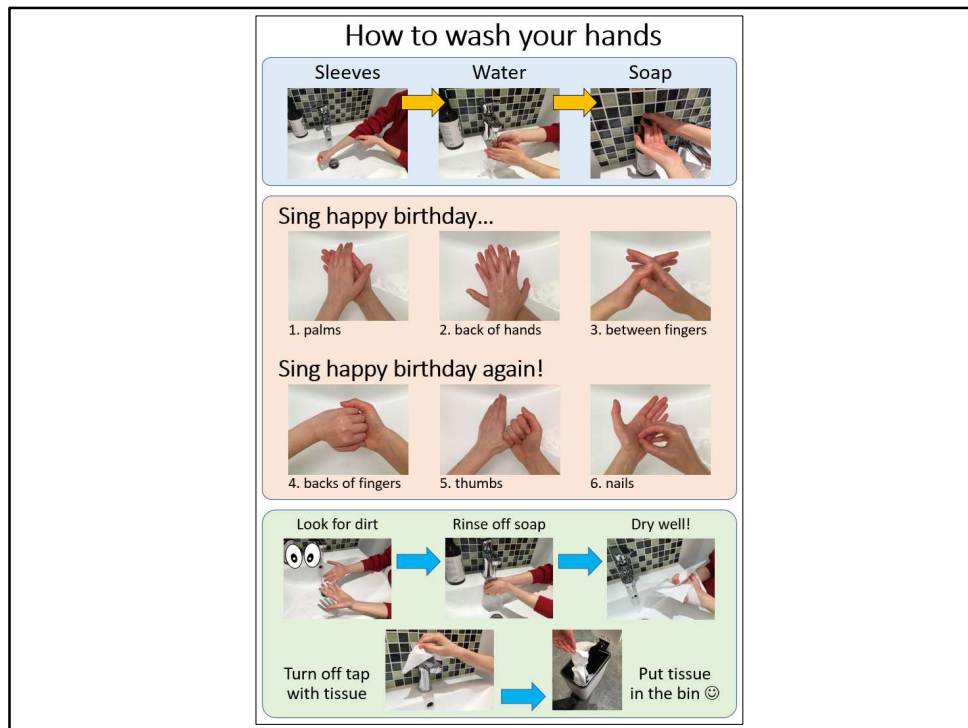 How to wash your hands
Sleeves
Water
Soap
Sing happy birthday...
1. palms
2. back of hands
3. between fingers
Sing happy birthday again!
4. backs of fingers
5. thumbs
6. nails
Look for dirt
Rinse off soap
Dry well!
Turn off tap
with tissue
Put tissue
in the bin ☺